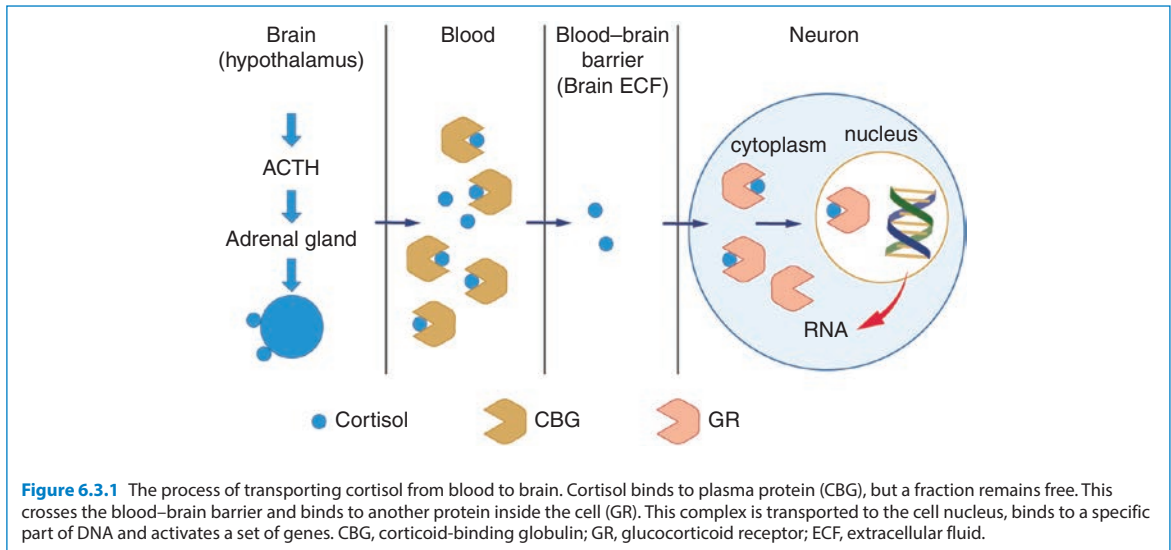 Brain
(hypothalamus)
Blood
Blood–brain
barrier
(Brain ECF)
Neuron
ACTH
Adrenal gland
cytoplasm
nucleus
RNA
Cortisol
CBG
GR
Figure 6.3.1 The process of transporting cortisol from blood to brain. Cortisol binds to plasma protein (CBG), but a fraction remains free. This
crosses the blood–brain barrier and binds to another protein inside the cell (GR). This complex is transported to the cell nucleus, binds to a specific
part of DNA and activates a set of genes. CBG, corticoid-binding globulin; GR, glucocorticoid receptor; ECF, extracellular fluid.